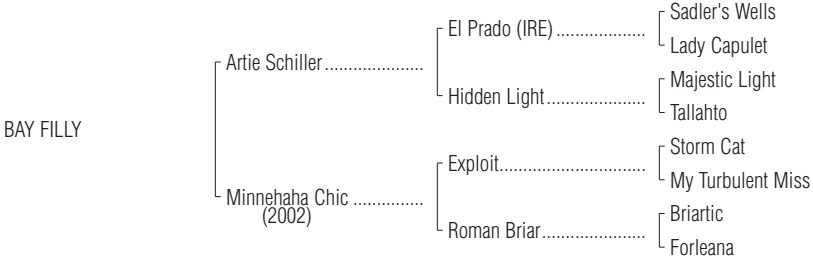 Sadler's Wells
El Prado (IRE) ....................
Lady Capulet
Artie Schiller .....................
Majestic Light
Hidden Light .....................
Tallahto
BAY FILLY
Storm Cat
Exploit ...............................
My Turbulent Miss
Minnehaha Chic ...............
(2002)
Briartic
Roman Briar ......................
Forleana